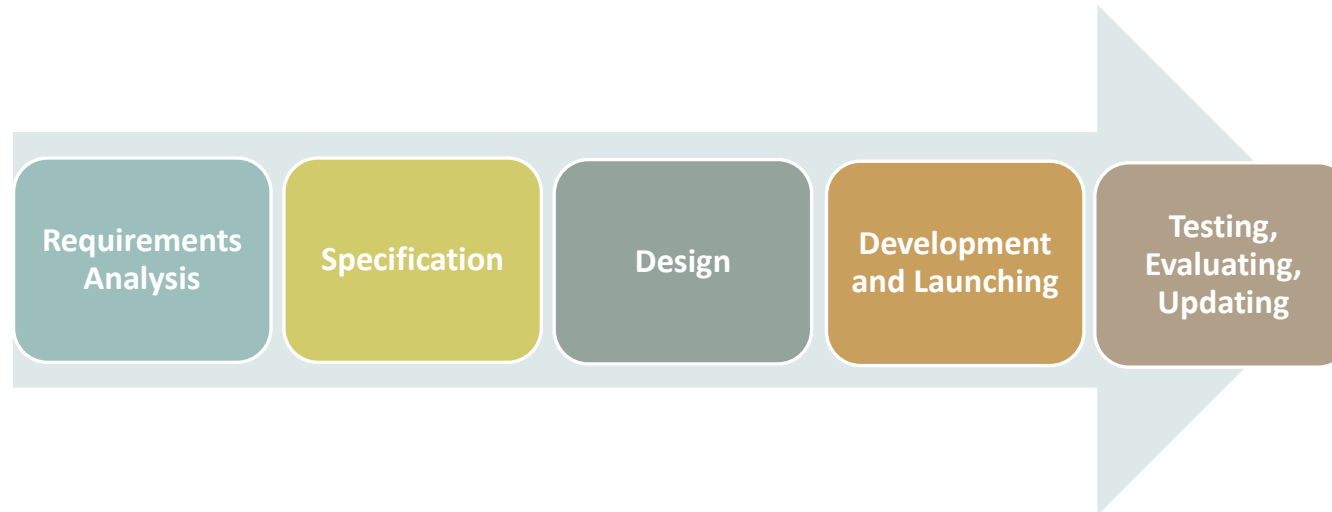 Requirements
Analysis
Specification
Design
Development
and Launching
Testing,
Evaluating,
Updating